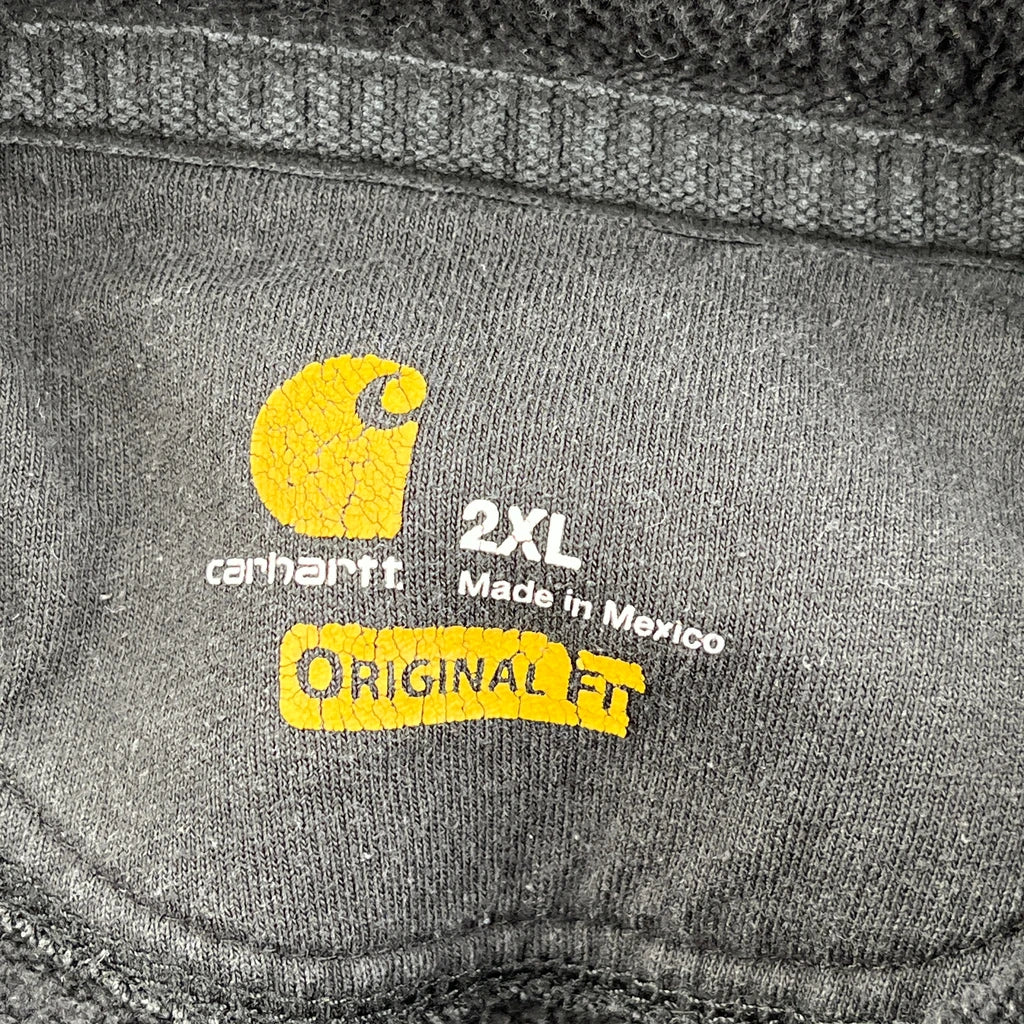 carhartt
2XL
Made in Mexico
ORIGINAL FIT